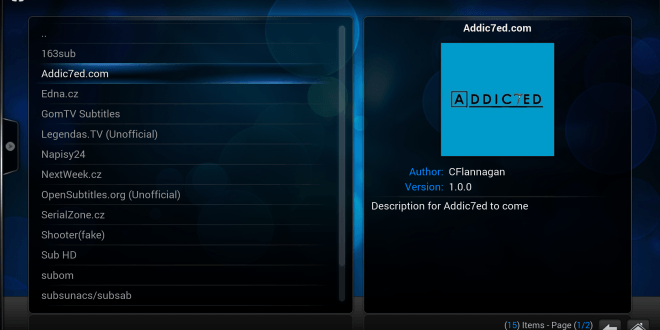 ..
163sub
Addic7ed.com
Edna.cz
GomTV Subtitles
Legendas.TV (Unofficial)
Napisy24
NextWeek.cz
OpenSubtitles.org (Unofficial)
SerialZone.cz
Shooter(fake)
Sub HD
subom
subsunacs/subsab
Addic7ed.com
ADDIC7ED
Author: CFlannagan
Version: 1.0.0
Description for Addic7ed to come
(15) Items - Page (1/2)